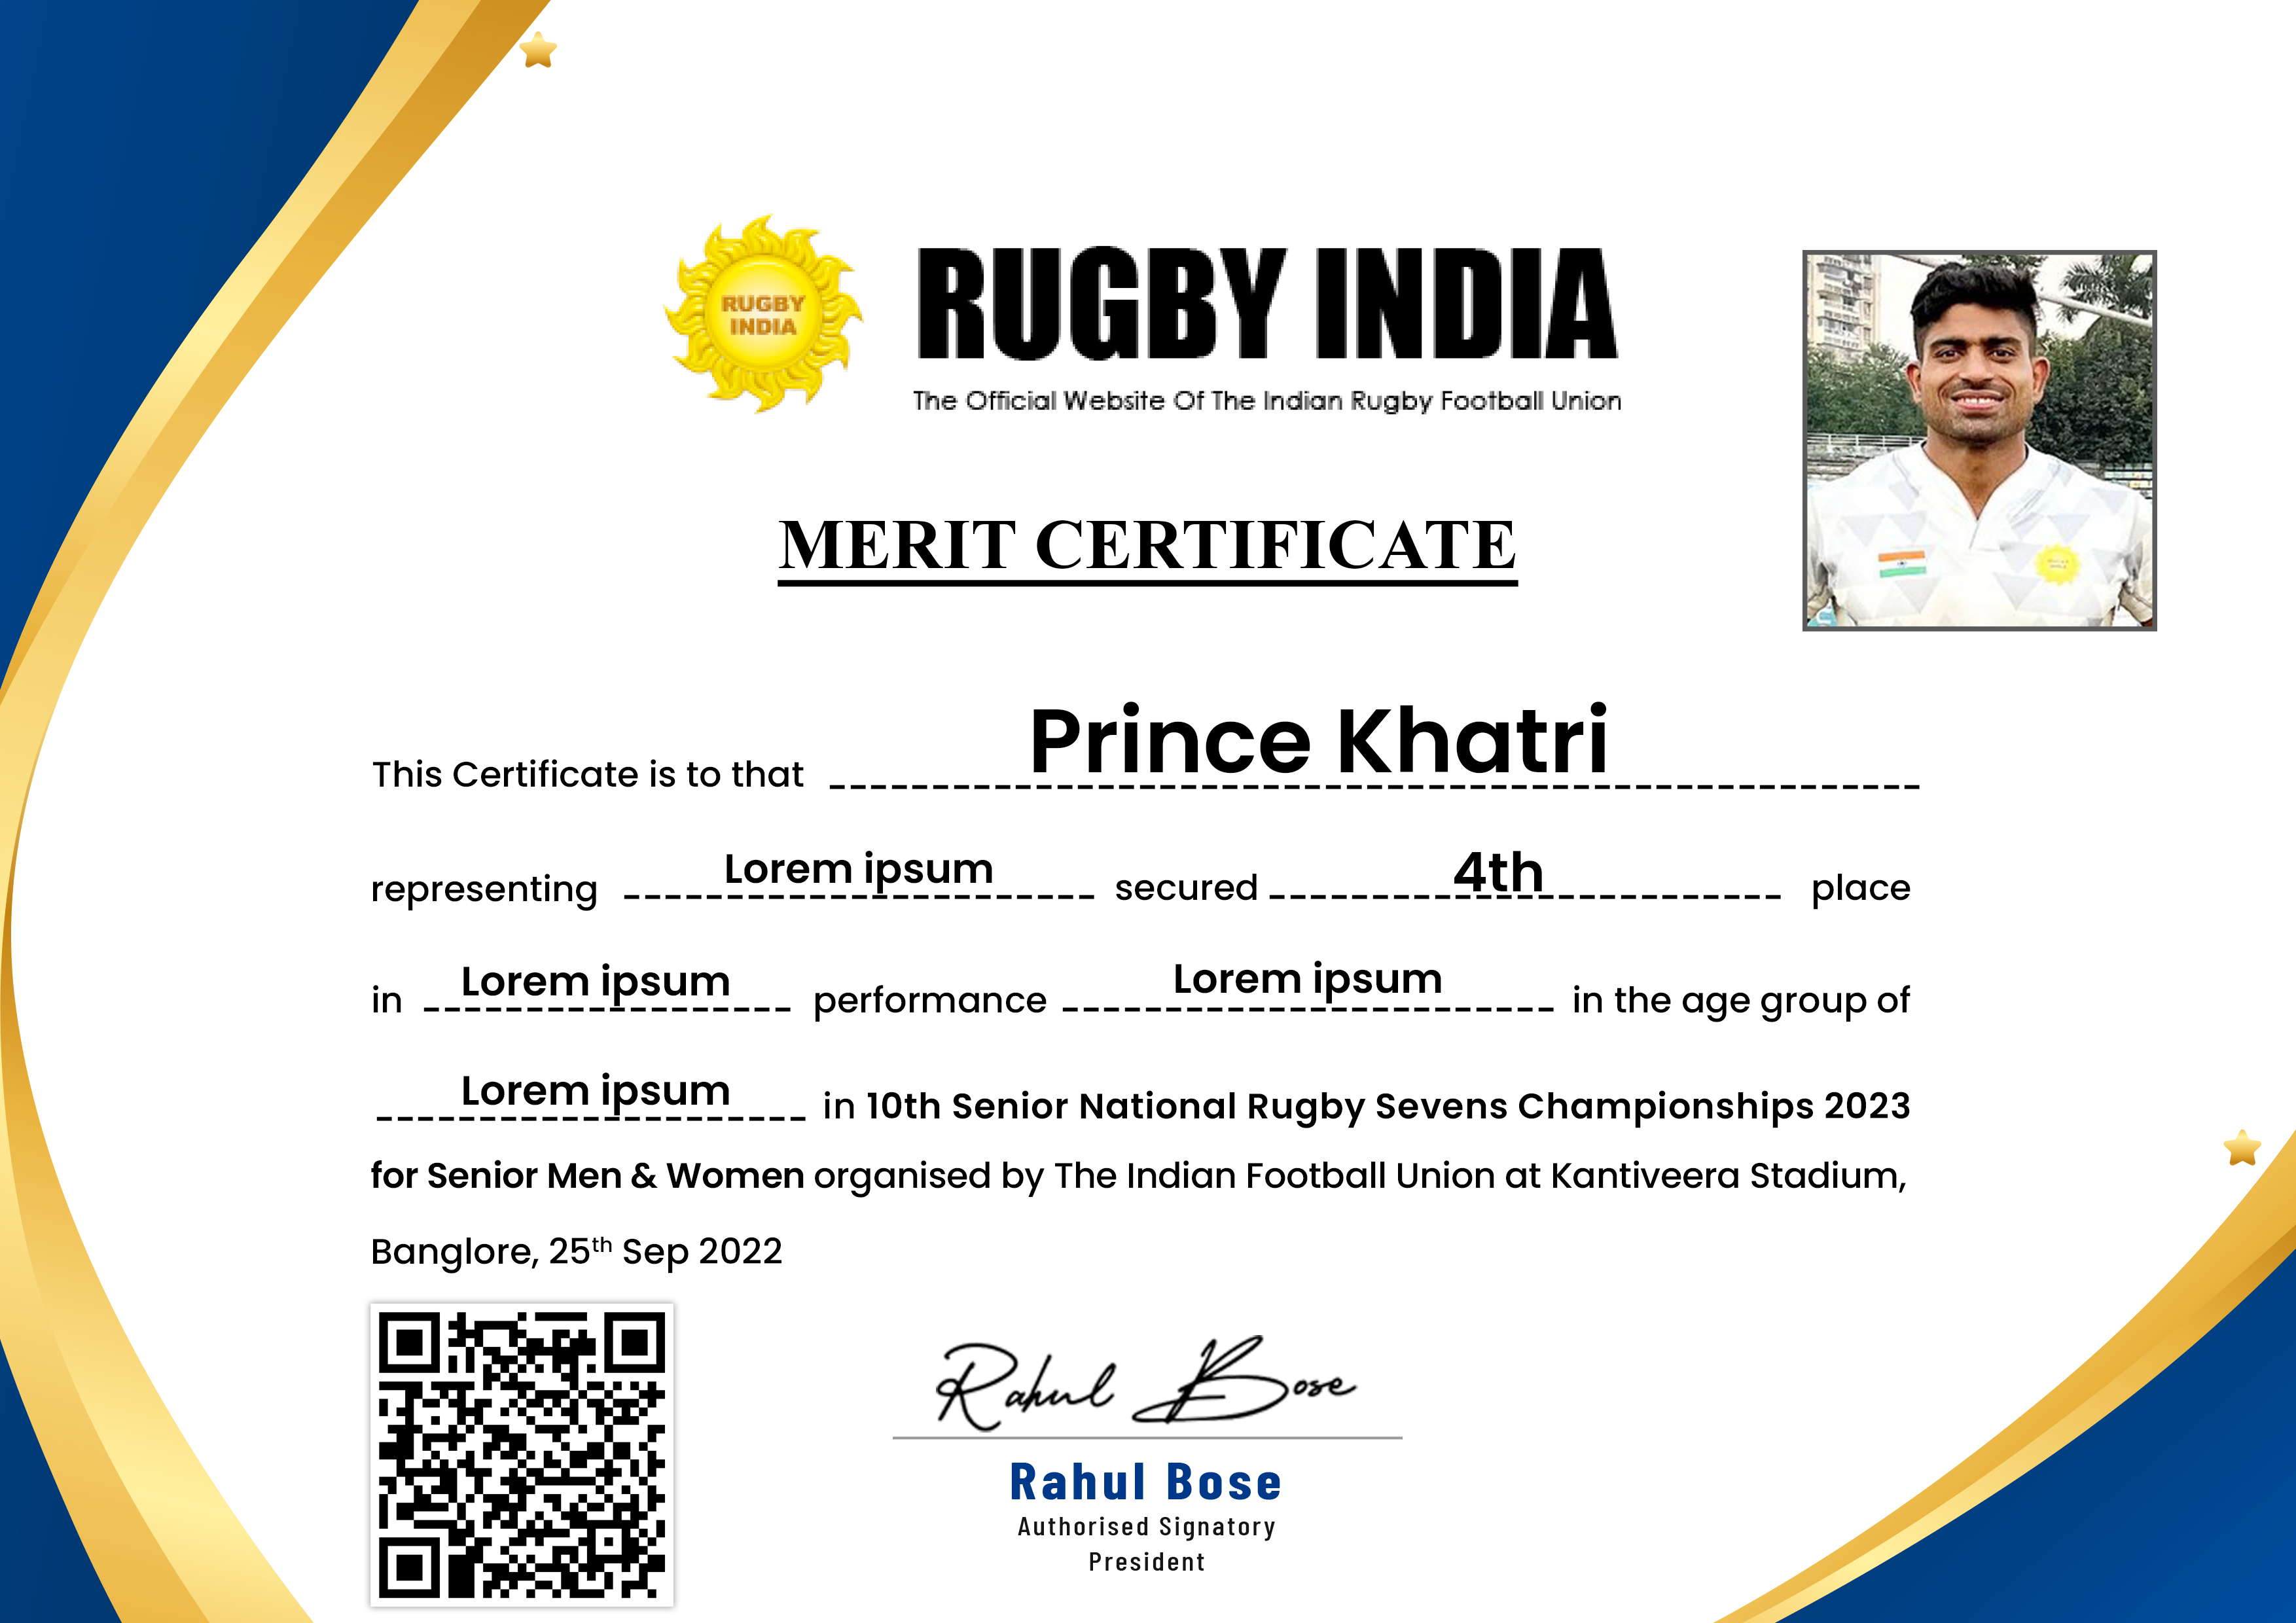 RUGBY INDIA
RUGBY INDIA
The Official Website Of The Indian Rugby Football Union
MERIT CERTIFICATE
This Certificate is to that Prince Khatri
representing Lorem ipsum secured 4th place
in Lorem ipsum performance Lorem ipsum in the age group of
Lorem ipsum in 10th Senior National Rugby Sevens Championships 2023
for Senior Men & Women organised by The Indian Football Union at Kantiveera Stadium,
Banglore, 25th Sep 2022
Rahul Bose
Rahul Bose
Authorised Signatory
President